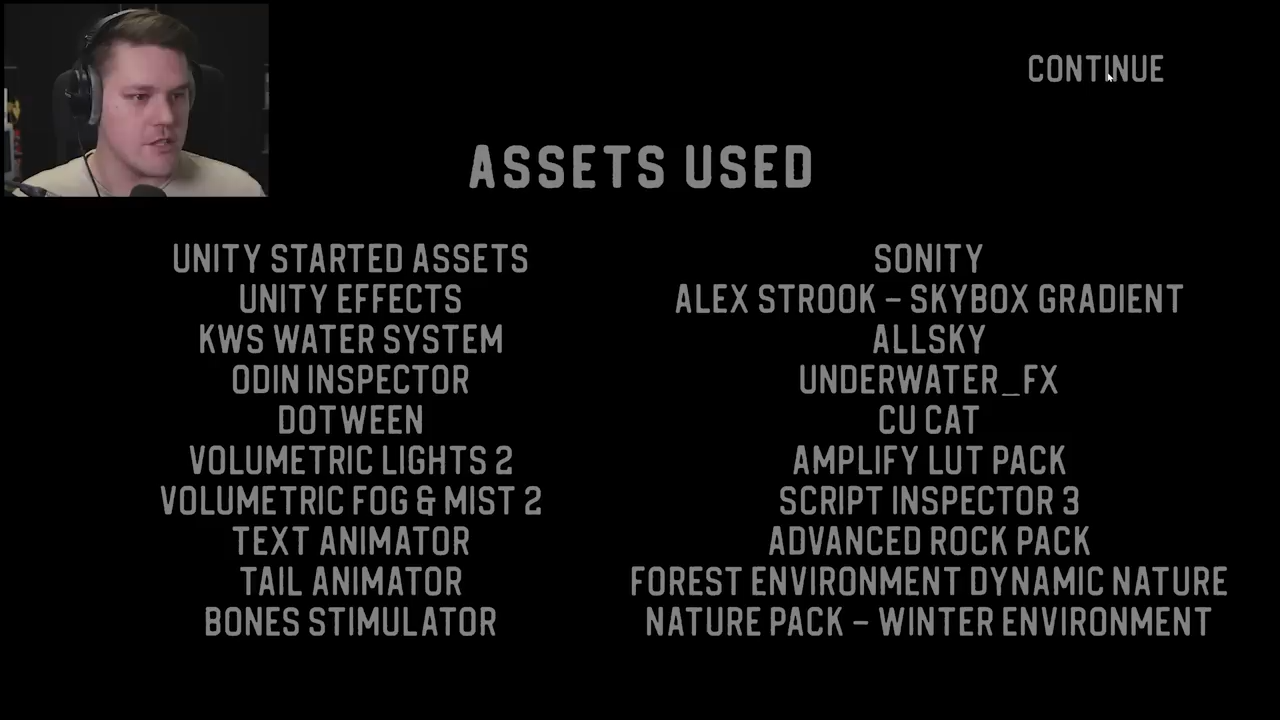 CONTINUE
ASSETS USED
UNITY STARTED ASSETS
UNITY EFFECTS
KWS WATER SYSTEM
ODIN INSPECTOR
DOTWEEN
VOLUMETRIC LIGHTS 2
VOLUMETRIC FOG & MIST 2
TEXT ANIMATOR
TAIL ANIMATOR
BONES STIMULATOR
SONITY
ALEX STROOK – SKYBOX GRADIENT
ALLSKY
UNDERWATER_FX
CU CAT
AMPLIFY LUT PACK
SCRIPT INSPECTOR 3
ADVANCED ROCK PACK
FOREST ENVIRONMENT DYNAMIC NATURE
NATURE PACK – WINTER ENVIRONMENT